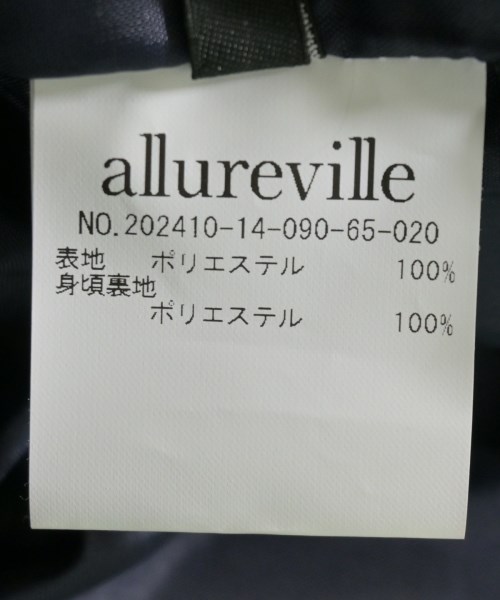 allureville
NO.202410-14-090-65-020
表地 ポリエステル 100%
身頃裏地
ポリエステル 100%